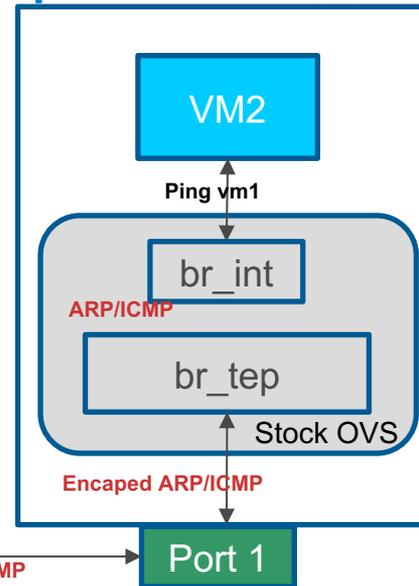 VM2
Ping vm1
br_int
ARP/ICMP
br_tep
Stock OVS
Encaped ARP/ICMP
Port 1